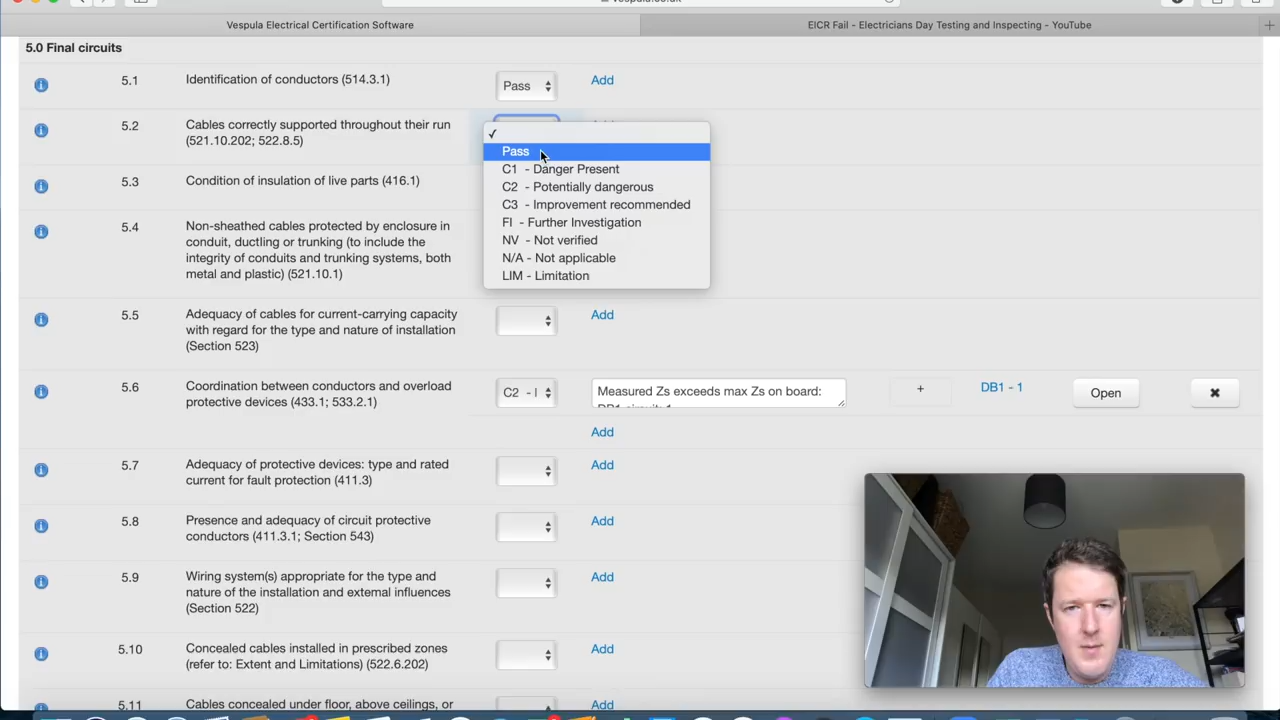 Vespula Electrical Certification Software
EICR Fail - Electricians Day Testing and Inspecting - YouTube
5.0 Final circuits
5.1 Identification of conductors (514.3.1) Pass Add
5.2 Cables correctly supported throughout their run
(521.10.202; 522.8.5)
✓
Pass
C1 - Danger Present
C2 - Potentially dangerous
C3 - Improvement recommended
FI - Further Investigation
NV - Not verified
N/A - Not applicable
LIM - Limitation
5.3 Condition of insulation of live parts (416.1)
5.4 Non-sheathed cables protected by enclosure in
conduit, ductling or trunking (to include the
integrity of conduits and trunking systems, both
metal and plastic) (521.10.1)
5.5 Adequacy of cables for current-carrying capacity Add
with regard for the type and nature of installation
(Section 523)
5.6 Coordination between conductors and overload
protective devices (433.1; 533.2.1)
C2 - I Measured Zs exceeds max Zs on board: + DB1 - 1 Open ✖
DB1 circuit: 1
Add
5.7 Adequacy of protective devices: type and rated Add
current for fault protection (411.3)
5.8 Presence and adequacy of circuit protective Add
conductors (411.3.1; Section 543)
5.9 Wiring system(s) appropriate for the type and Add
nature of the installation and external influences
(Section 522)
5.10 Concealed cables installed in prescribed zones Add
(refer to: Extent and Limitations) (522.6.202)
5.11 Cables concealed under floor, above ceilings, or Add